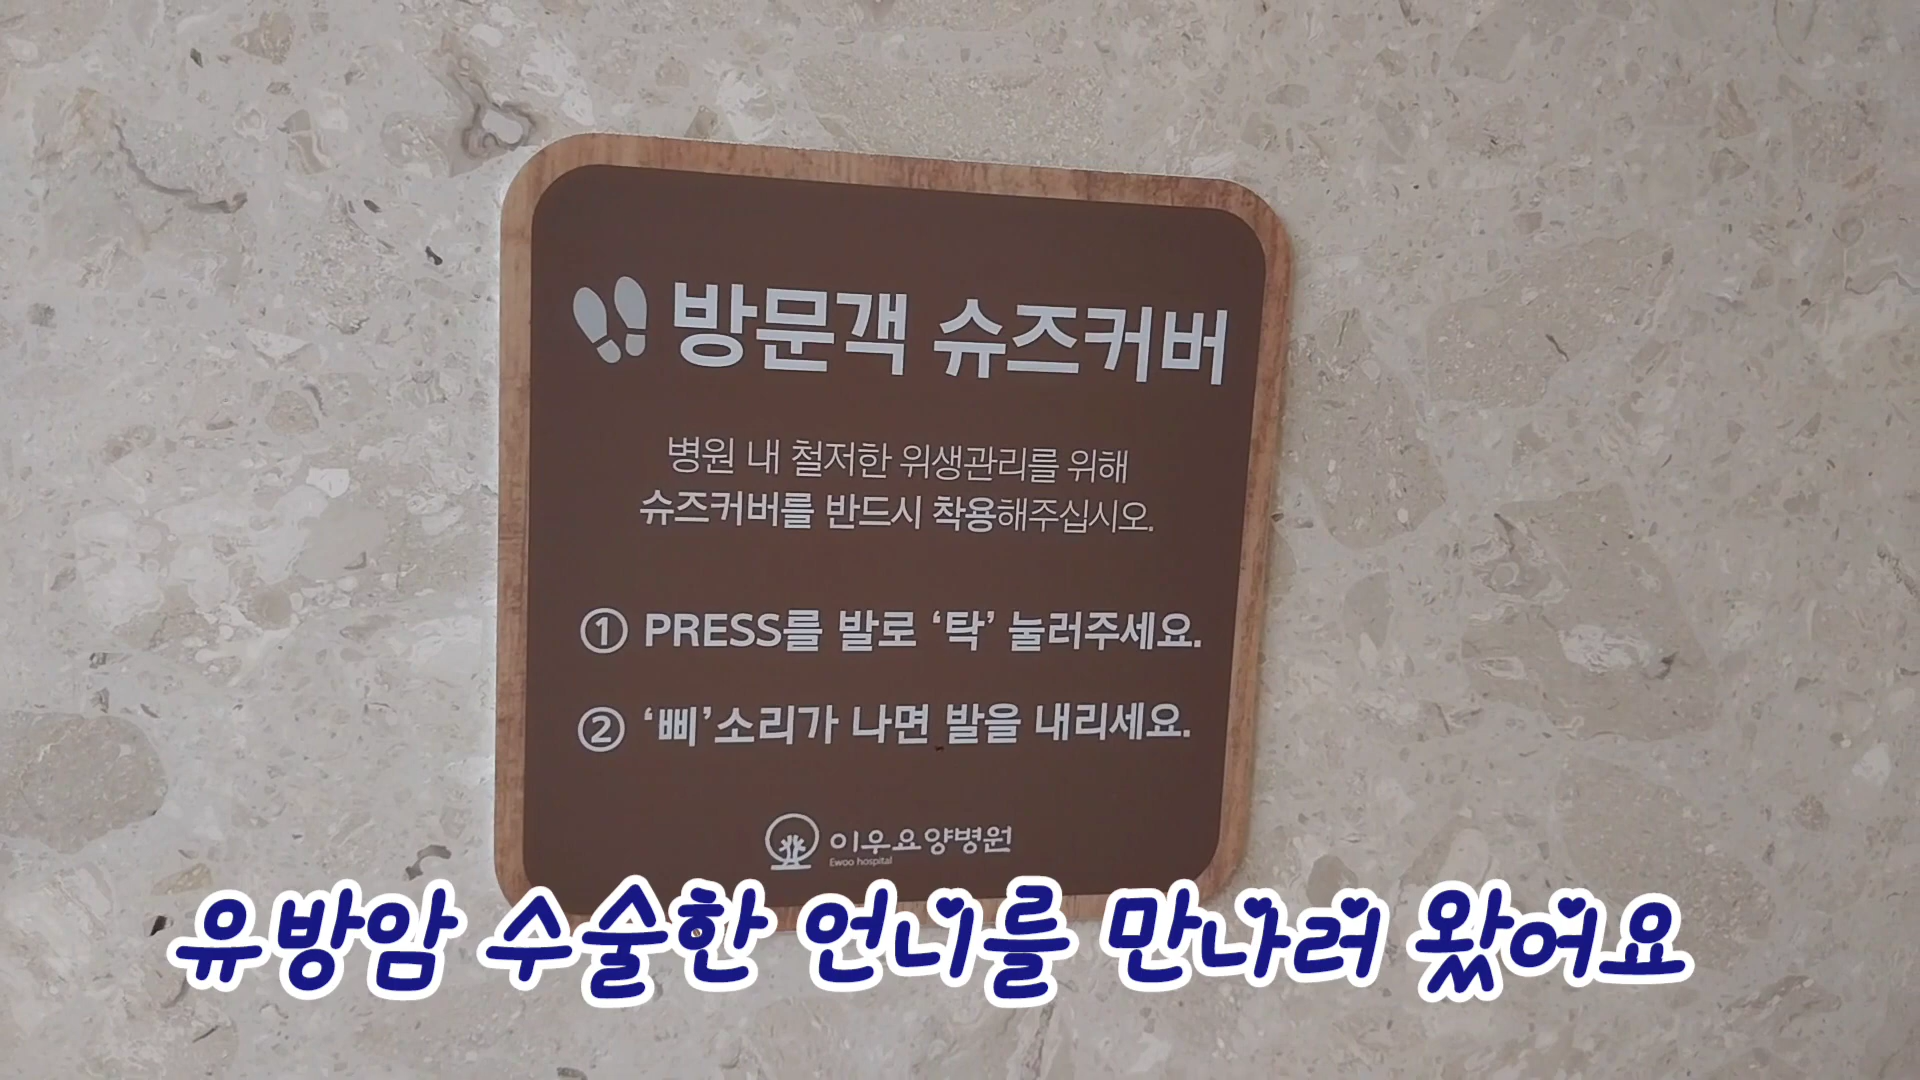 방문객 슈즈커버
병원 내 철저한 위생관리를 위해
슈즈커버를 반드시 착용해주십시오.
① PRESS를 발로 ‘탁’ 눌러주세요.
② ‘삐’소리가 나면 발을 내리세요.
이우요양병원
Ewoo hospital
유방암 수술한 언니를 만나러 왔어요